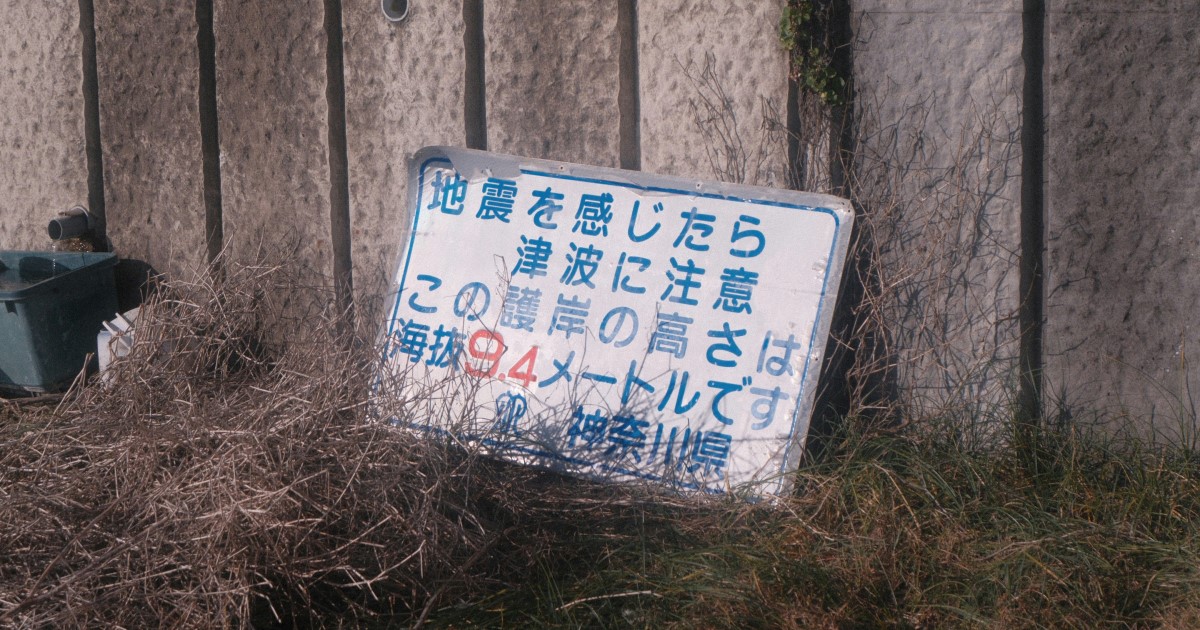 地震を感じたら
津波に注意
この護岸の高さは
海抜9.4メートルです
神奈川県